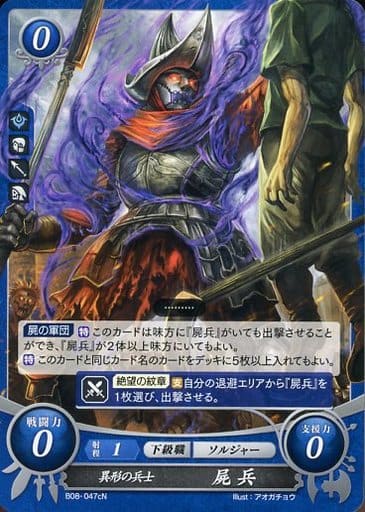 0
………
屍の軍団 特 このカードは味方に『屍兵』がいても出撃させること
ができ、『屍兵』が2体以上味方にいてもよい。
特 このカードと同じカード名のカードをデッキに5枚以上入れてもよい。
絶望の紋章 支 自分の退避エリアから『屍兵』を
1枚選び、出撃させる。
戦闘力
0
射程 1
下級職
ソルジャー
支援力
0
異形の兵士 屍兵
B08-047cN
Illust:アオガチョウ